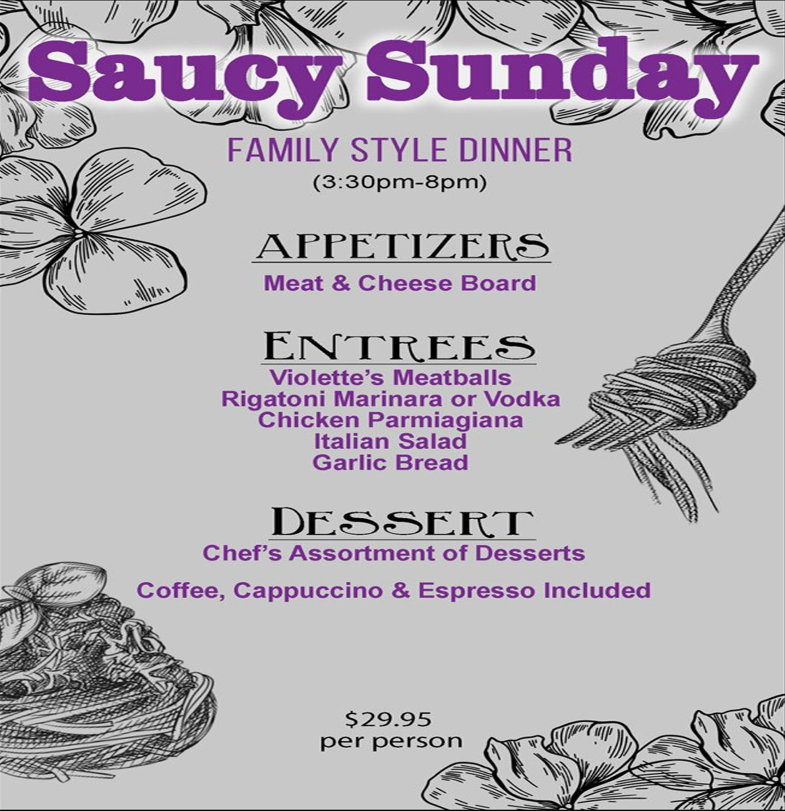 Saucy Sunday
FAMILY STYLE DINNER
(3:30pm-8pm)
APPETIZERS
Meat & Cheese Board
ENTREES
Violette's Meatballs
Rigatoni Marinara or Vodka
Chicken Parmiagiana
Italian Salad
Garlic Bread
DESSERT
Chef's Assortment of Desserts
Coffee, Cappuccino & Espresso Included
$29.95
per person